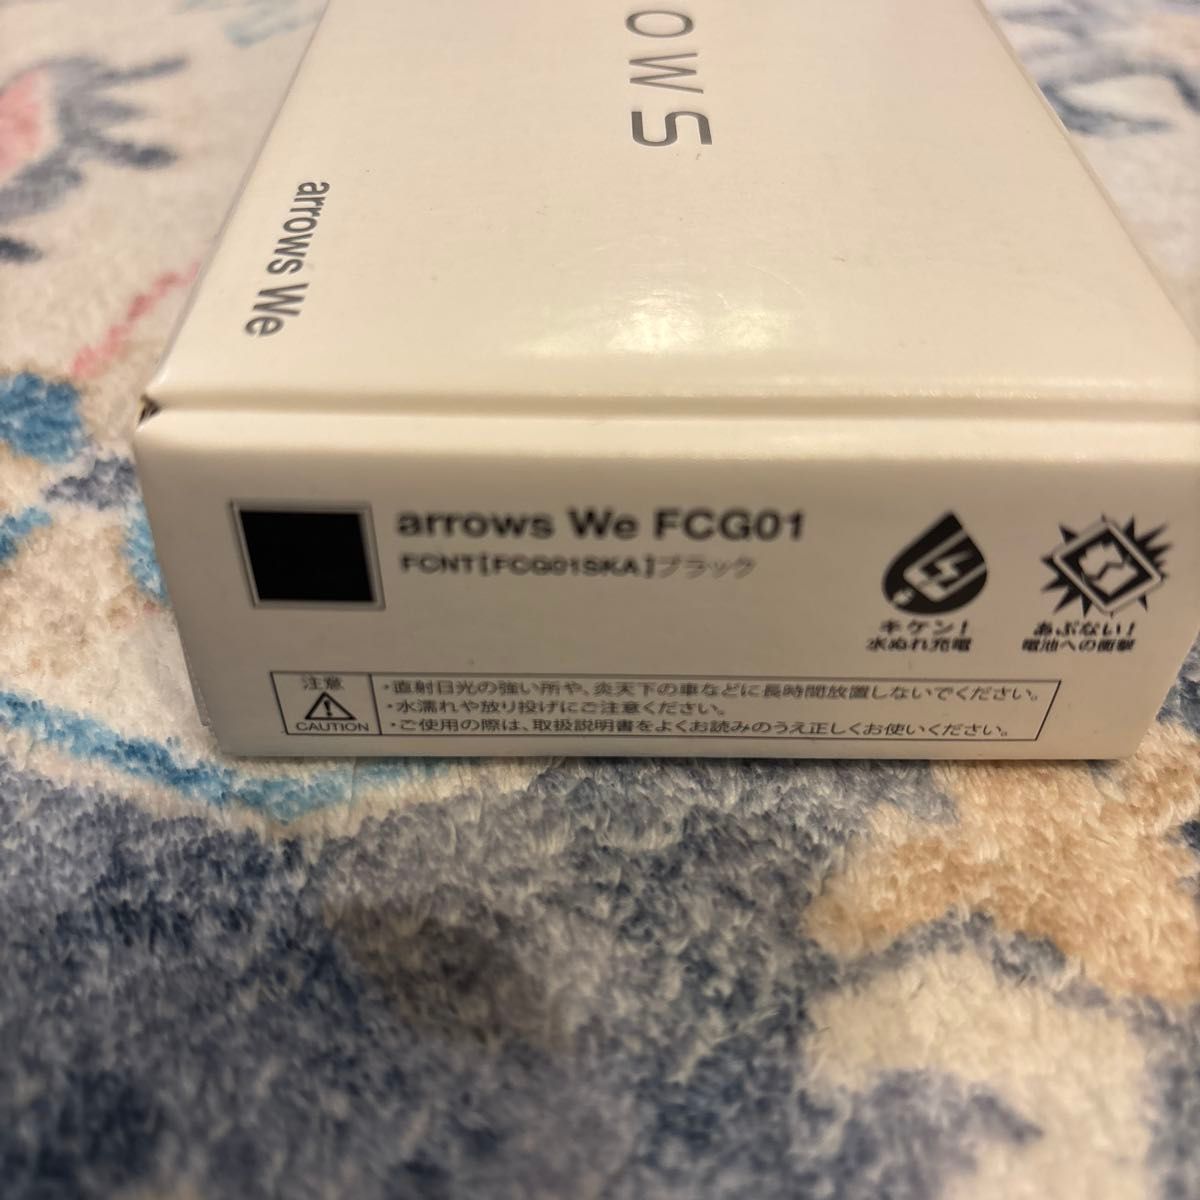 OWS
arrows We
arrows We FCG01
FCNT[FCG01SKA]ブラック
キケン!
水ぬれ充電
あぶない!
電池への衝撃
注意
CAUTION
・直射日光の強い所や、炎天下の車などに長時間放置しないでください。
・水濡れや放り投げにご注意ください。
・ご使用の際は、取扱説明書をよくお読みのうえ正しくお使いください。